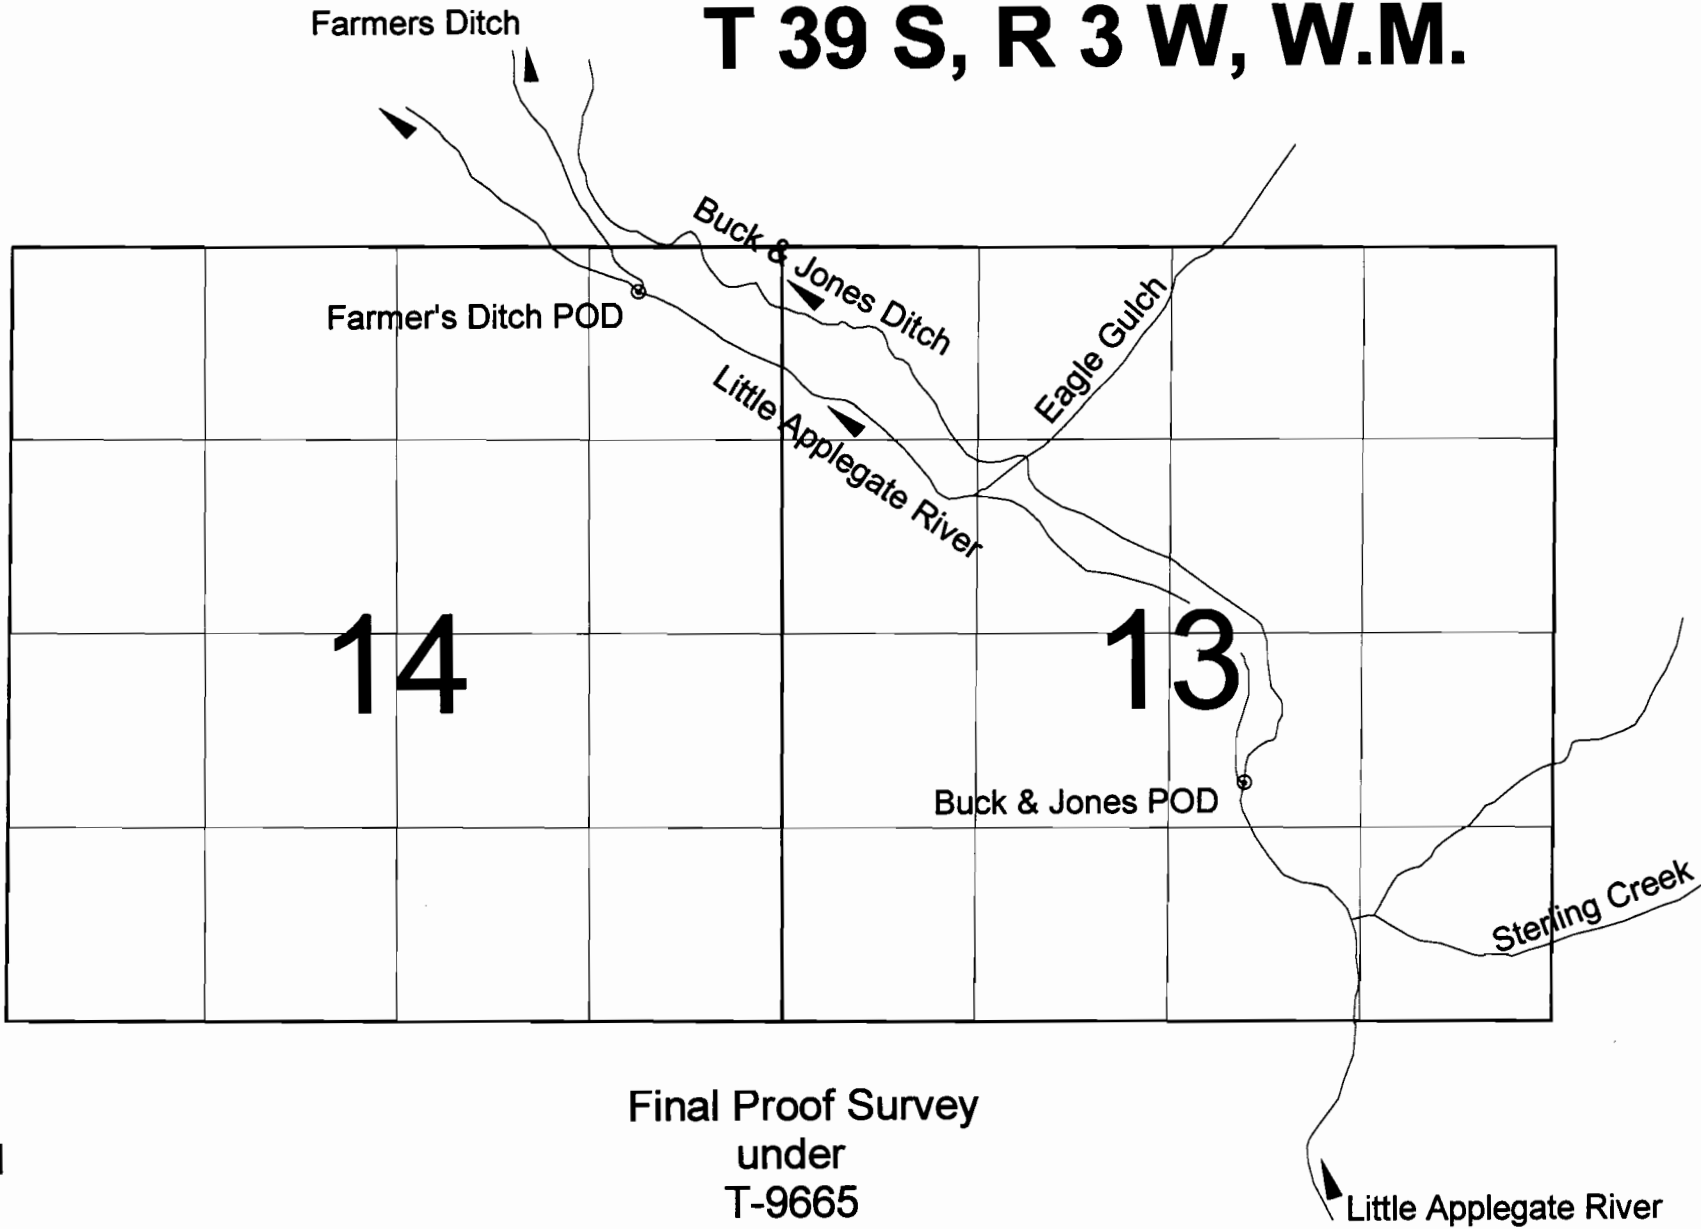 Farmers Ditch
T 39 S, R 3 W, W.M.
Buck & Jones Ditch
Farmer's Ditch POD
Eagle Gulch
Little Applegate River
14
13
Buck & Jones POD
Sterling Creek
Final Proof Survey
under
T-9665
Little Applegate River